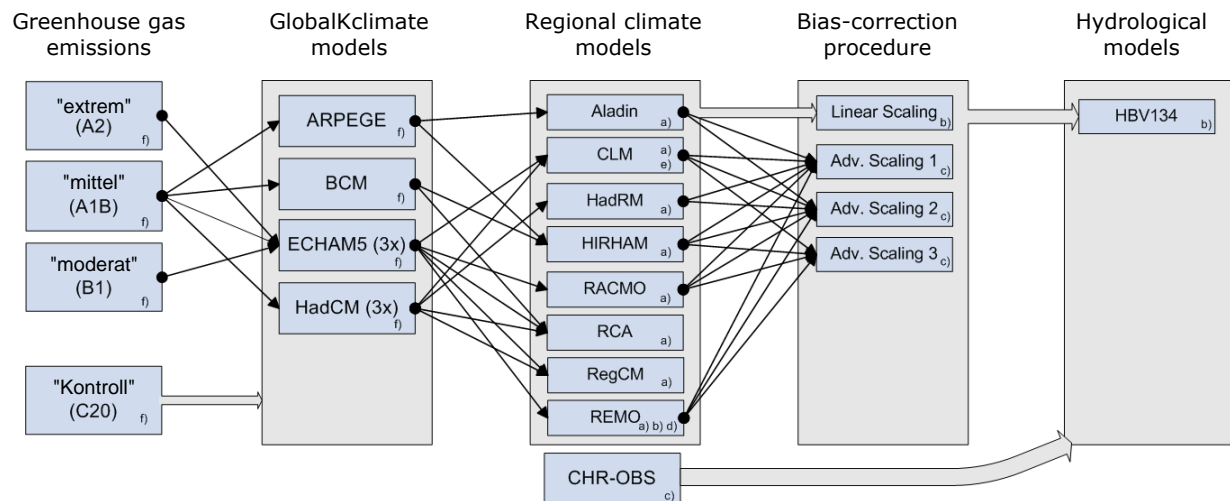 Greenhouse gas
emissions
GlobalKclimate
models
Regional climate
models
Bias-correction
procedure
Hydrological
models
"extrem"
(A2)
f)
"mittel"
(A1B)
f)
"moderat"
(B1)
f)
"Kontroll"
(C20)
f)
ARPEGE
f)
BCM
f)
ECHAM5 (3x)
f)
HadCM (3x)
f)
Aladin
a)
CLM
a)
e)
HadRM
a)
HIRHAM
a)
RACMO
a)
RCA
a)
RegCM
a)
REMO
a) b) d)
CHR-OBS
c)
Linear Scaling
b)
Adv. Scaling 1
c)
Adv. Scaling 2
c)
Adv. Scaling 3
c)
HBV134
b)